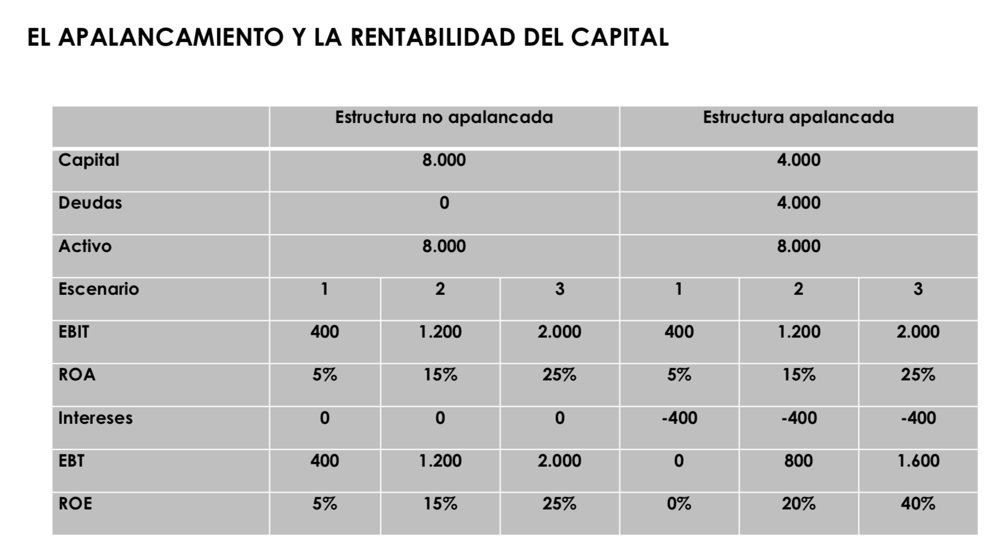 EL APALANCAMIENTO Y LA RENTABILIDAD DEL CAPITAL
Estructura no apalancada Estructura apalancada
Capital 8.000 4.000
Deudas 0 4.000
Activo 8.000 8.000
Escenario 1 2 3 1 2 3
EBIT 400 1.200 2.000 400 1.200 2.000
ROA 5% 15% 25% 5% 15% 25%
Intereses 0 0 0 -400 -400 -400
EBT 400 1.200 2.000 0 800 1.600
ROE 5% 15% 25% 0% 20% 40%